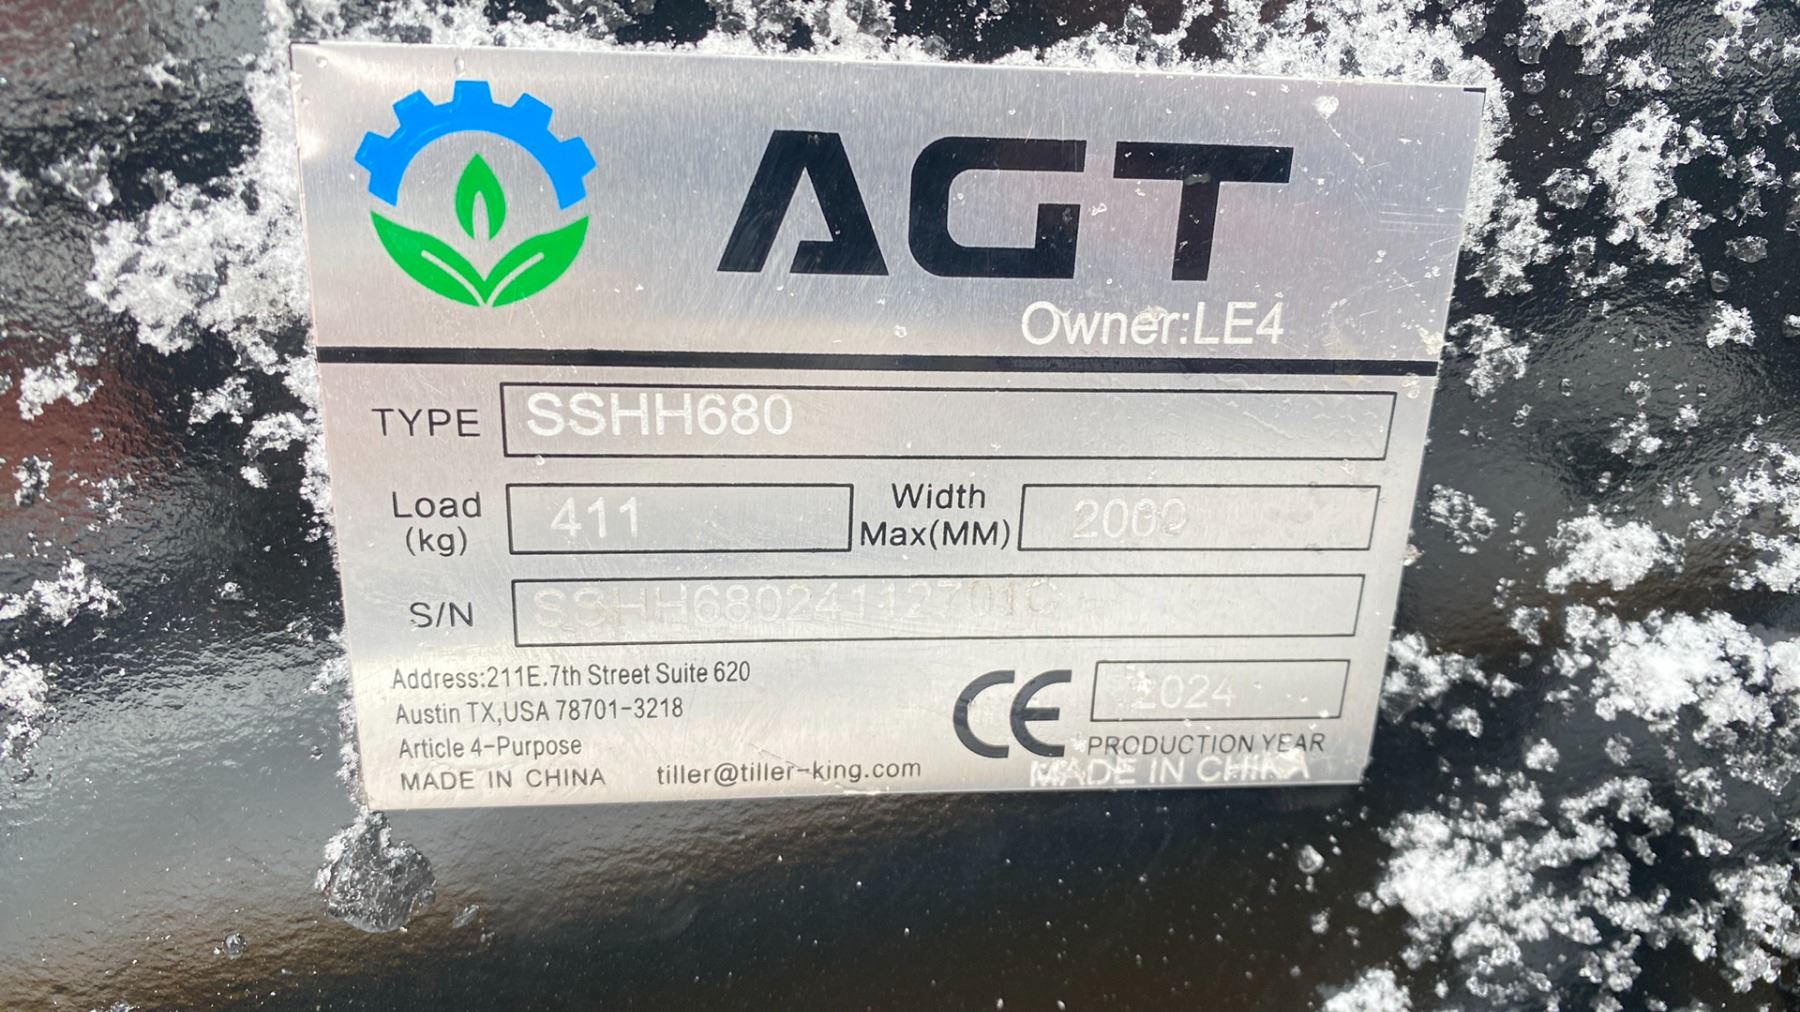 AGT
Owner:LE4
TYPE SSHH680
Load (kg) 411 Width Max(MM) 2000
S/N SSHH68024112701C
Address:211E.7th Street Suite 620
Austin TX,USA 78701-3218
Article 4-Purpose
MADE IN CHINA tiller@tiller-king.com
CE 2024
PRODUCTION YEAR
MADE IN CHINA